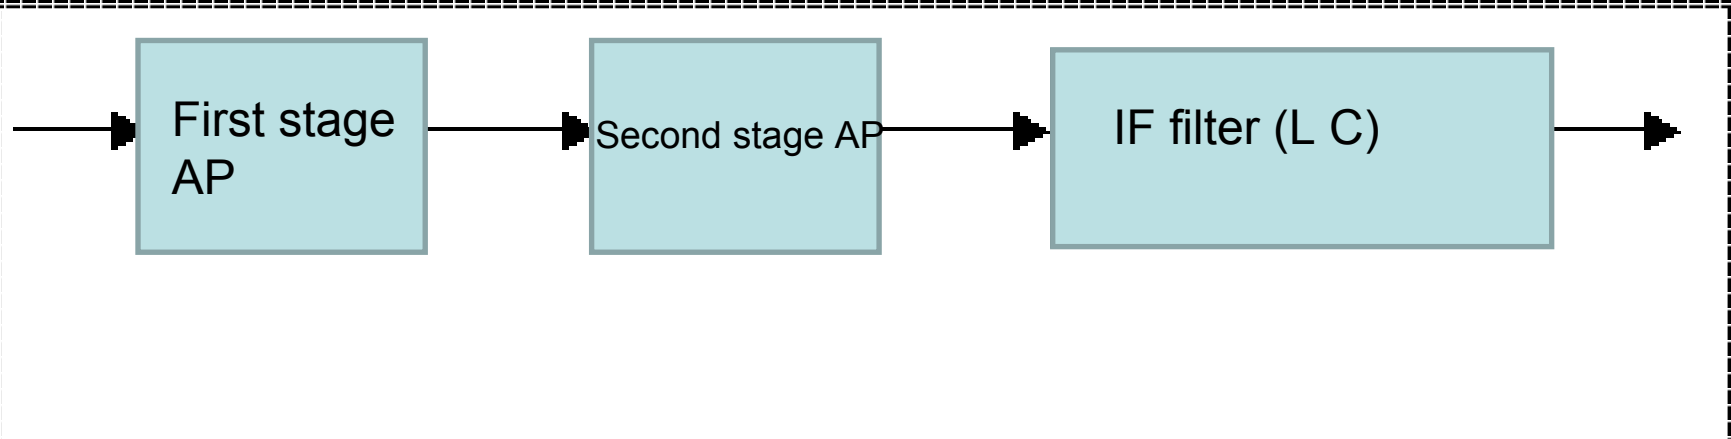 First stage
AP
Second stage AP
IF filter (L C)